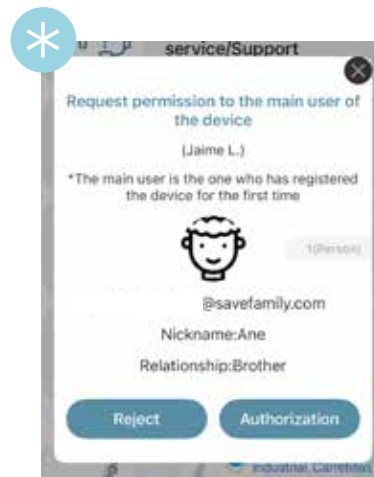 service/Support
Request permission to the main user of
the device
(Jaime L.)
*The main user is the one who has registered
the device for the first time
1(Person)
@savefamily.com
Nickname:Ane
Relationship:Brother
Reject
Authorization
Industrial Carretitas